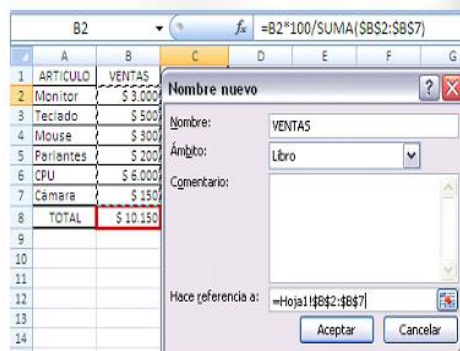 B2 fx =B2*100/SUMA($B$2:$B$7)
A B C D E F G
1 ARTICULO VENTAS
2 Monitor $ 3.000
3 Teclado $ 500
4 Mouse $ 300
5 Parlantes $ 200
6 CPU $ 6.000
7 Cámara $ 150
8 TOTAL $ 10.150
9
10
11
12
13
14
Nombre nuevo ? X
Nombre: VENTAS
Ámbito: Libro
Comentario:
Hace referencia a: =Hoja1!$B$2:$B$7
Aceptar Cancelar